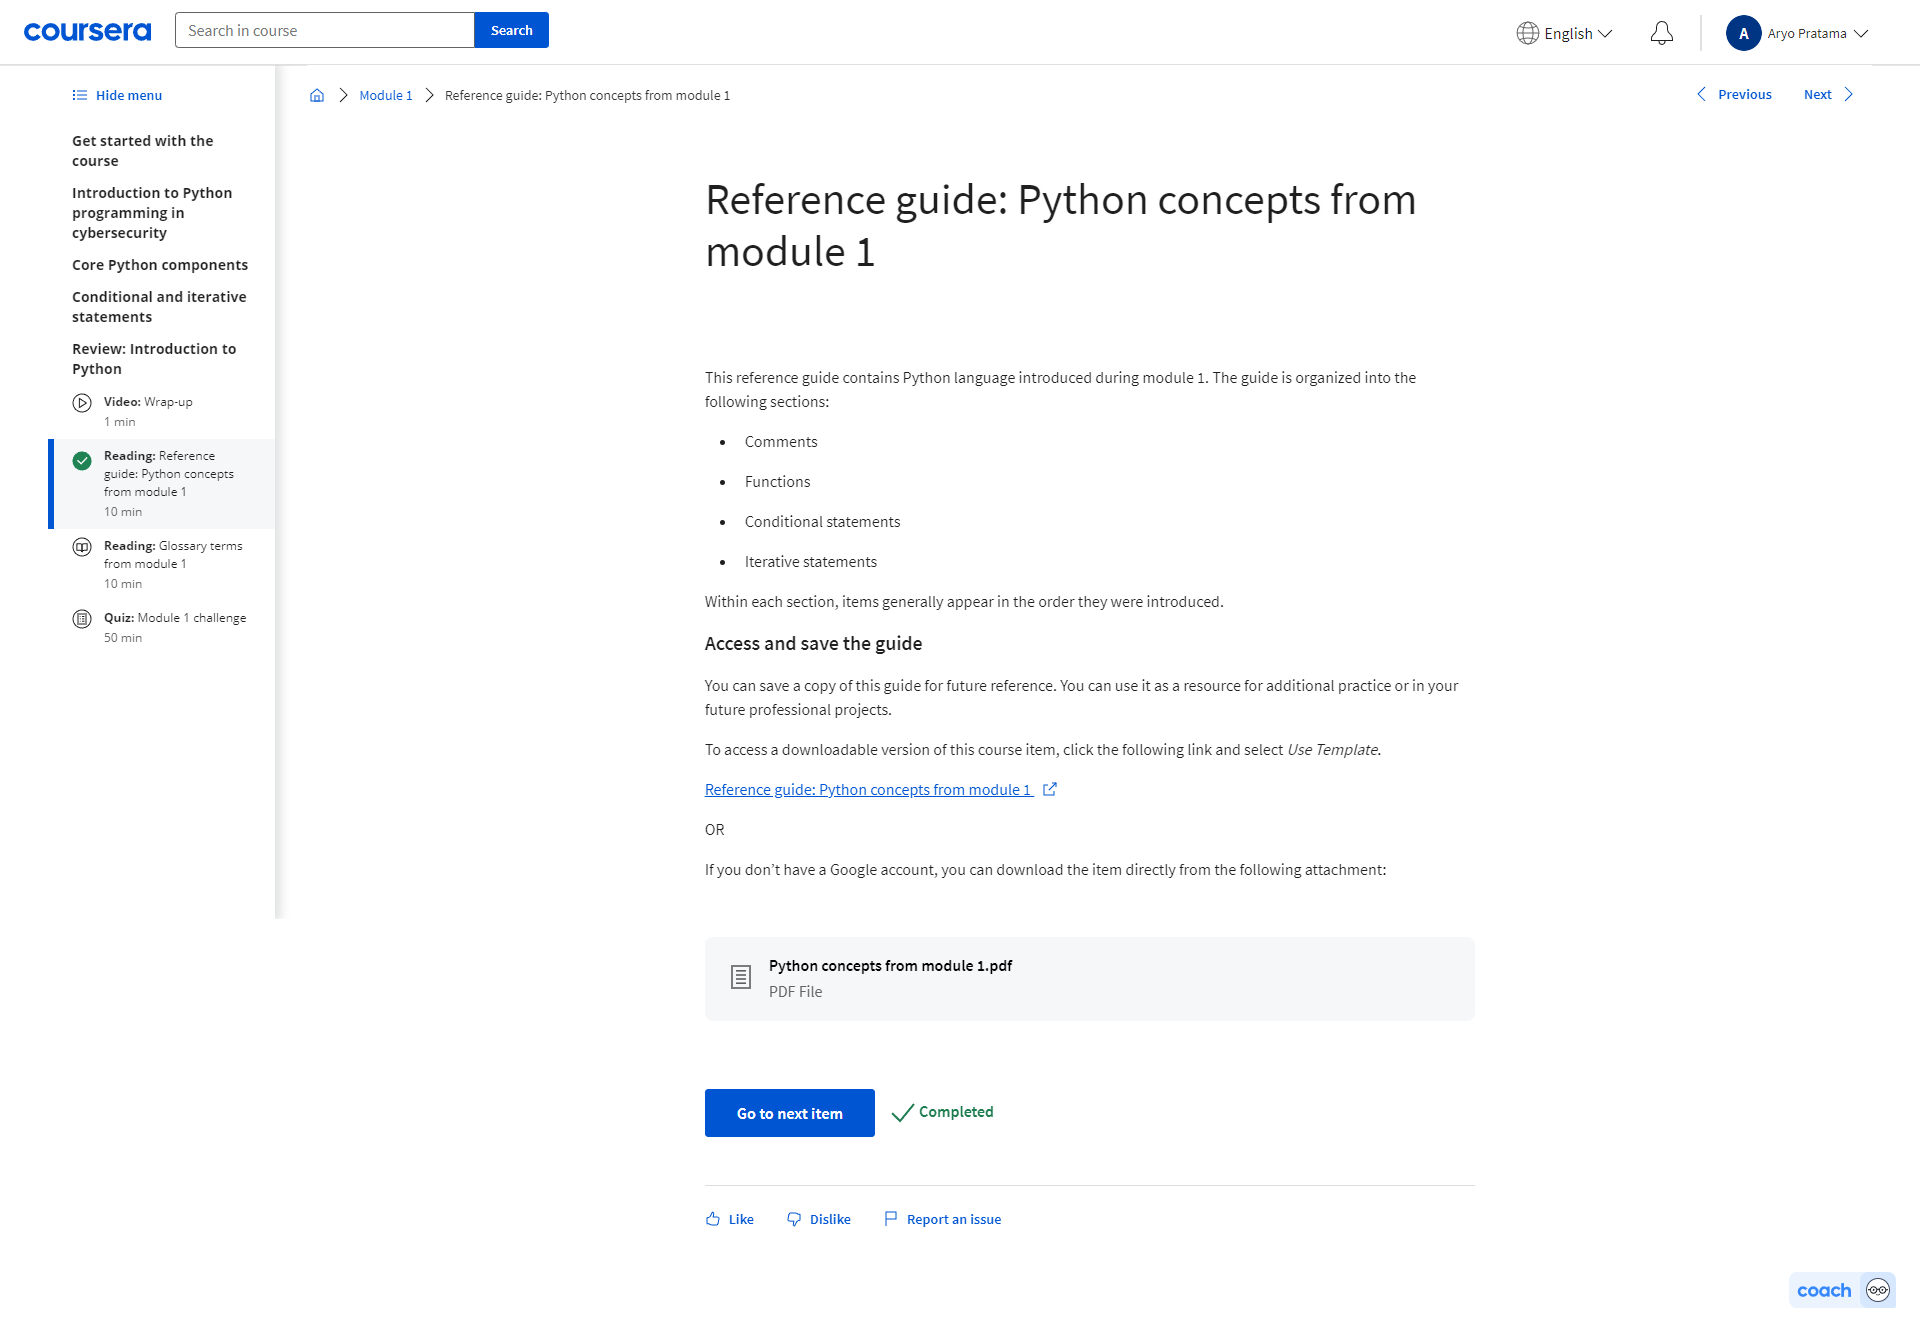 coursera
Search in course
Search
English
A
Aryo Pratama
Hide menu
Get started with the
course
Introduction to Python
programming in
cybersecurity
Core Python components
Conditional and iterative
statements
Review: Introduction to
Python
Video: Wrap-up
1 min
Reading: Reference
guide: Python concepts
from module 1
10 min
Reading: Glossary terms
from module 1
10 min
Quiz: Module 1 challenge
50 min
Module 1
Reference guide: Python concepts from module 1
Previous
Next
Reference guide: Python concepts from
module 1
This reference guide contains Python language introduced during module 1. The guide is organized into the
following sections:
• Comments
• Functions
• Conditional statements
• Iterative statements
Within each section, items generally appear in the order they were introduced.
Access and save the guide
You can save a copy of this guide for future reference. You can use it as a resource for additional practice or in your
future professional projects.
To access a downloadable version of this course item, click the following link and select Use Template.
Reference guide: Python concepts from module 1
OR
If you don’t have a Google account, you can download the item directly from the following attachment:
Python concepts from module 1.pdf
PDF File
Go to next item
Completed
Like
Dislike
Report an issue
coach